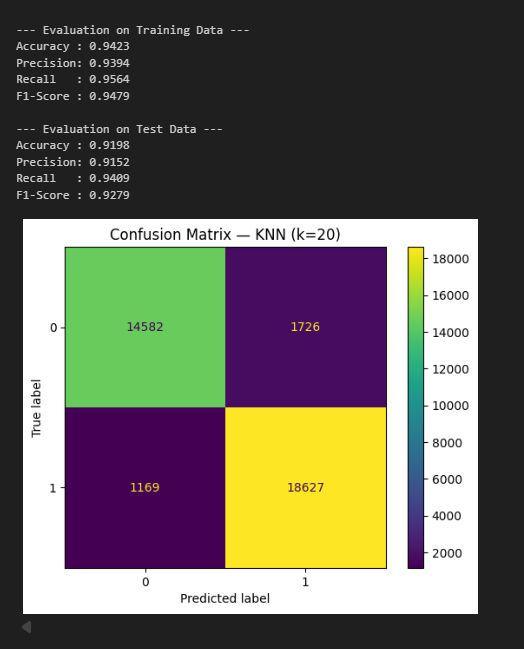 --- Evaluation on Training Data ---
Accuracy : 0.9423
Precision: 0.9394
Recall   : 0.9564
F1-Score : 0.9479
--- Evaluation on Test Data ---
Accuracy : 0.9198
Precision: 0.9152
Recall   : 0.9409
F1-Score : 0.9279
Confusion Matrix — KNN (k=20)
18000
16000
14000
12000
10000
8000
6000
4000
2000
True label
0
14582
1726
1
1169
18627
0
1
Predicted label